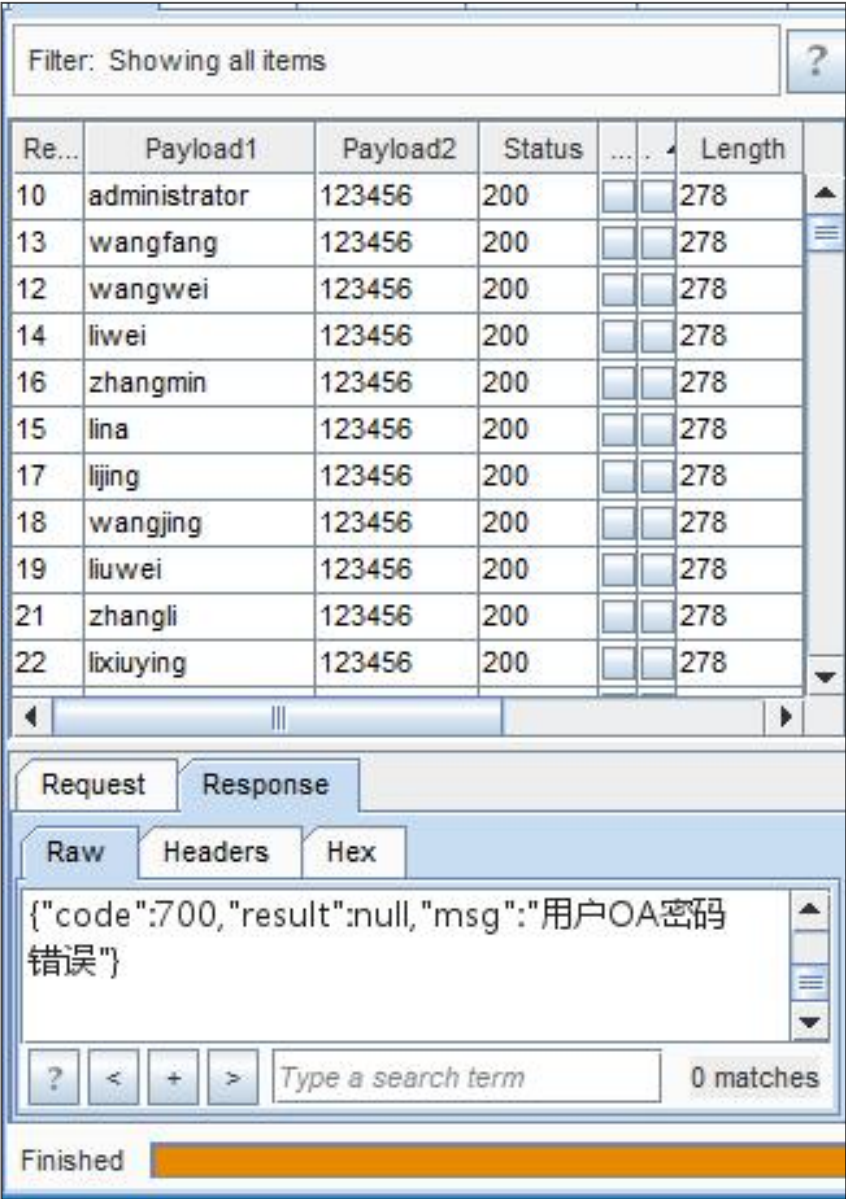 Filter: Showing all items ?
Re... Payload1 Payload2 Status ... . Length
10 administrator 123456 200 278
13 wangfang 123456 200 278
12 wangwei 123456 200 278
14 liwei 123456 200 278
16 zhangmin 123456 200 278
15 lina 123456 200 278
17 lijing 123456 200 278
18 wangjing 123456 200 278
19 liuwei 123456 200 278
21 zhangli 123456 200 278
22 lixiuying 123456 200 278
Request Response
Raw Headers Hex
{"code":700,"result":null,"msg":"用户OA密码
错误"}
? < + > Type a search term 0 matches
Finished